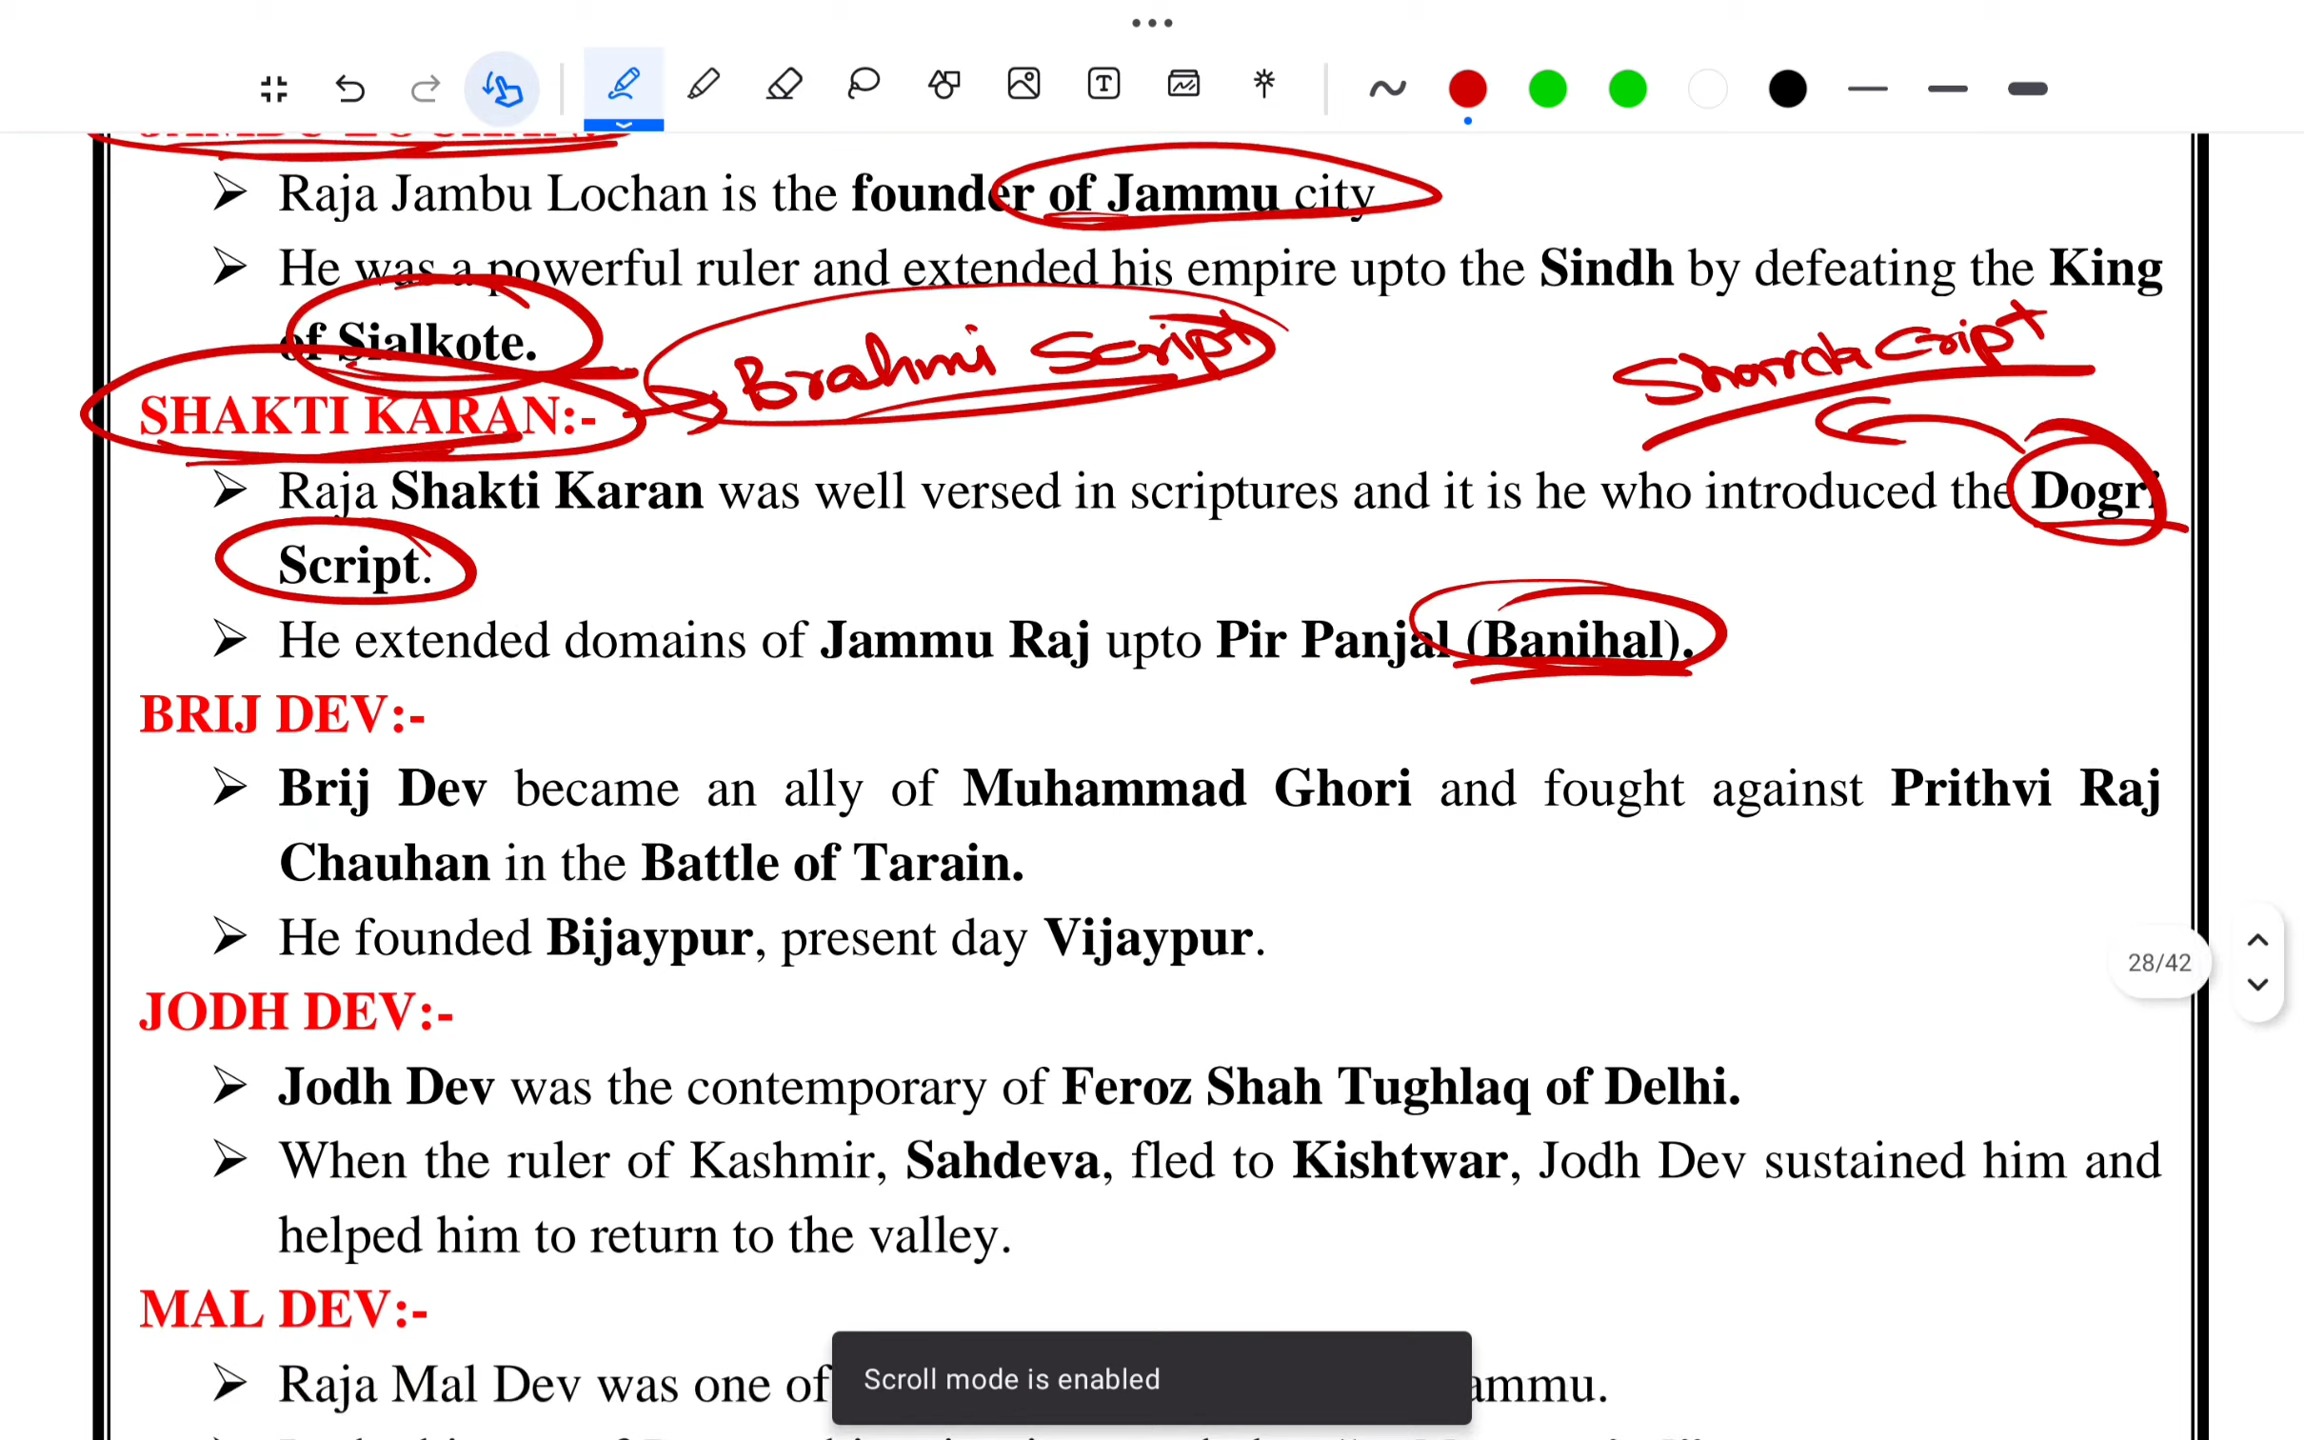 Raja Jambu Lochan is the founder of Jammu city
He was a powerful ruler and extended his empire upto the Sindh by defeating the King
of Sialkote.
Brahmi Script
Sharda Cript
SHAKTI KARAN:-
Raja Shakti Karan was well versed in scriptures and it is he who introduced the Dogri
Script.
He extended domains of Jammu Raj upto Pir Panjal (Banihal).
BRIJ DEV:-
Brij Dev became an ally of Muhammad Ghori and fought against Prithvi Raj
Chauhan in the Battle of Tarain.
He founded Bijaypur, present day Vijaypur.
28/42
JODH DEV:-
Jodh Dev was the contemporary of Feroz Shah Tughlaq of Delhi.
When the ruler of Kashmir, Sahdeva, fled to Kishtwar, Jodh Dev sustained him and
helped him to return to the valley.
MAL DEV:-
Raja Mal Dev was one of ammu.
Scroll mode is enabled